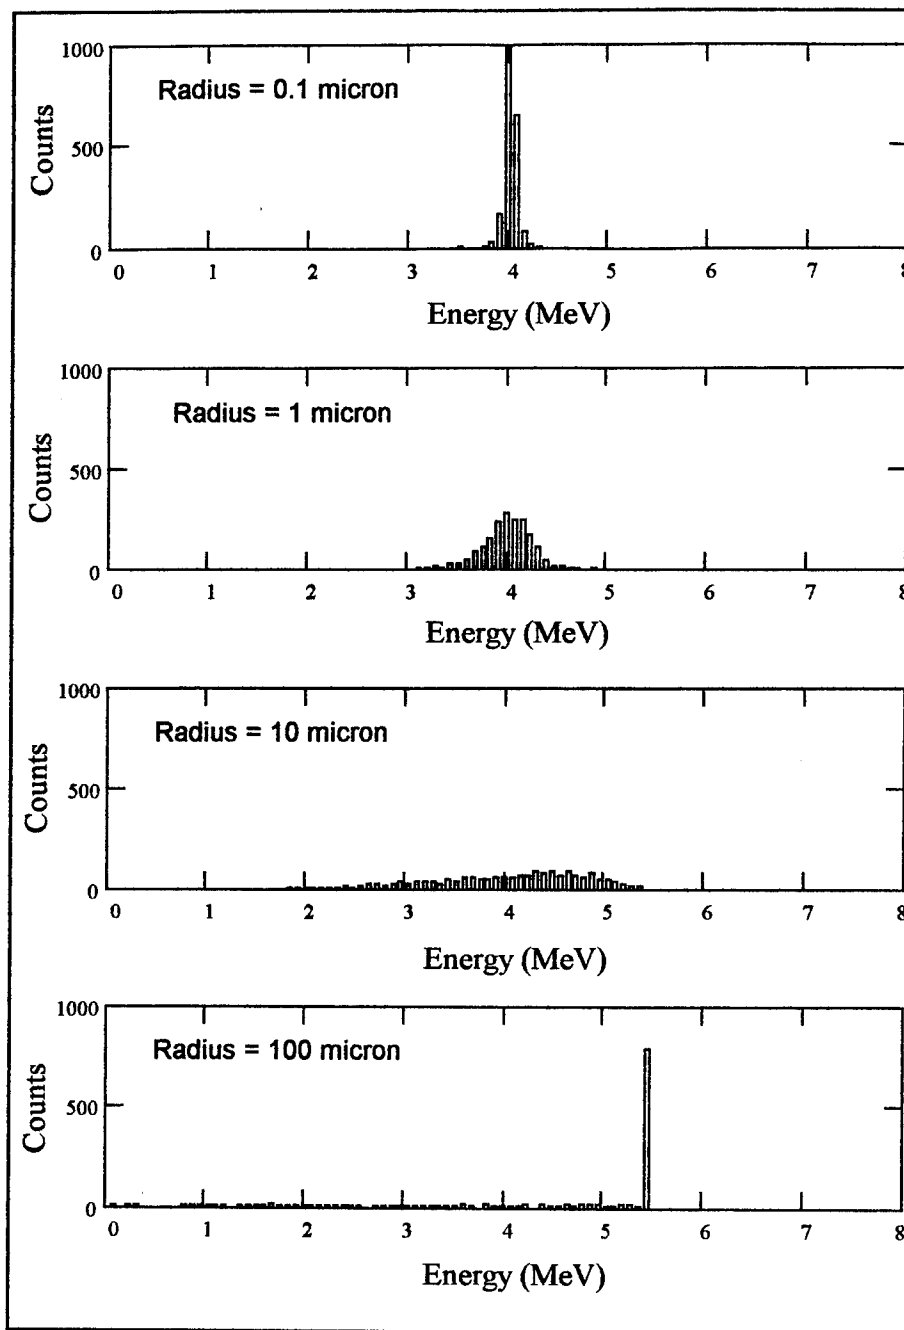 1000
Radius = 0.1 micron
500
Counts
0
0 1 2 3 4 5 6 7 8
Energy (MeV)
1000
Radius = 1 micron
500
Counts
0
0 1 2 3 4 5 6 7 8
Energy (MeV)
1000
Radius = 10 micron
500
Counts
0
0 1 2 3 4 5 6 7 8
Energy (MeV)
1000
Radius = 100 micron
500
Counts
0
0 1 2 3 4 5 6 7 8
Energy (MeV)